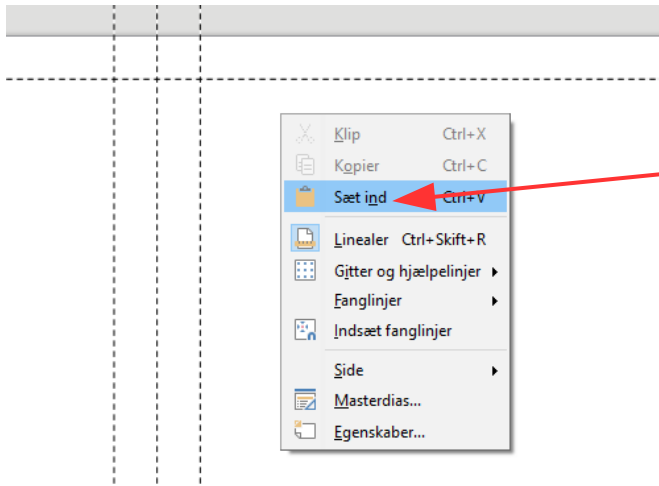 Klip Ctrl+X
Kopier Ctrl+C
Sæt ind Ctrl+V
Linealer Ctrl+Skift+R
Gitter og hjælpelinjer
Fanglinjer
Indsæt fanglinjer
Side
Masterdias...
Egenskaber...